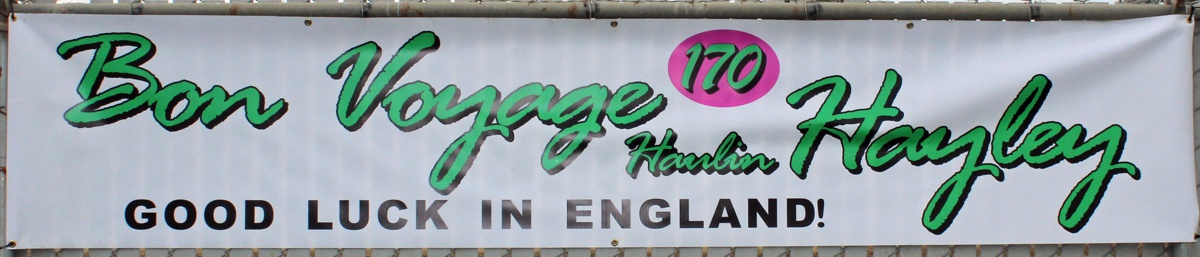 Bon Voyage 170 Haulin Hayley
GOOD LUCK IN ENGLAND!